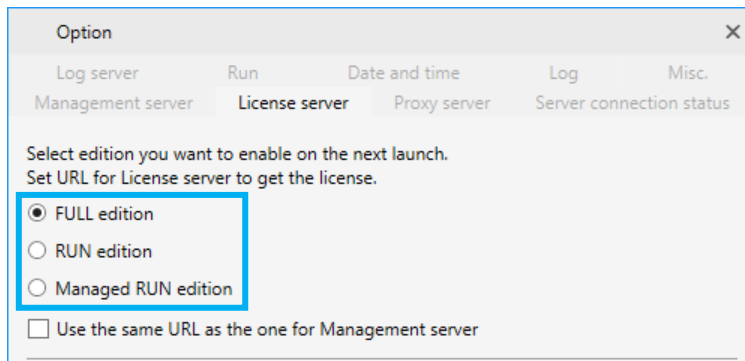 Option
Log server Run Date and time Log Misc.
Management server License server Proxy server Server connection status
Select edition you want to enable on the next launch.
Set URL for License server to get the license.
FULL edition
RUN edition
Managed RUN edition
Use the same URL as the one for Management server